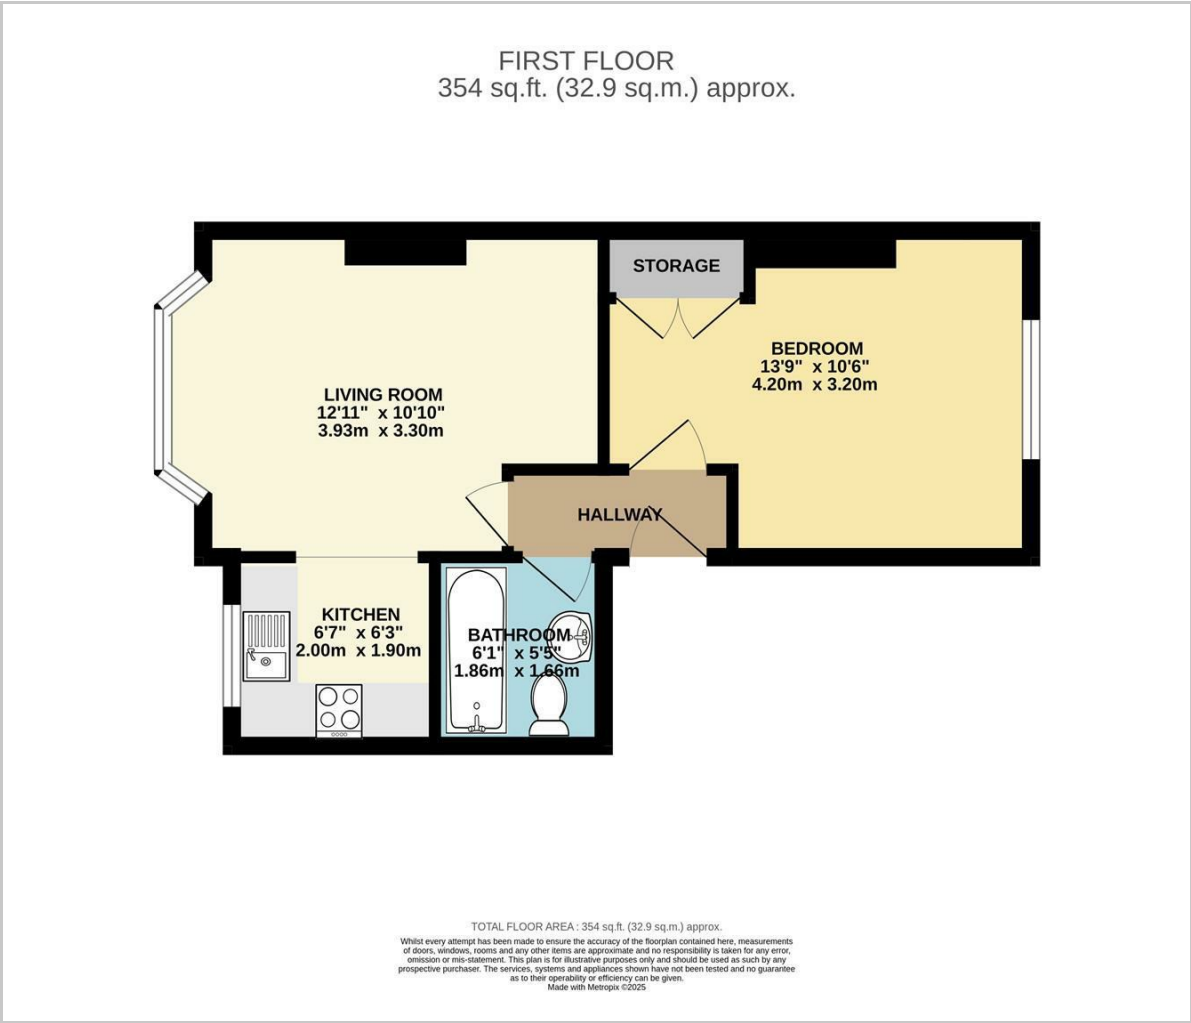 FIRST FLOOR
354 sq.ft. (32.9 sq.m.) approx.
STORAGE
BEDROOM
13'9" x 10'6"
4.20m x 3.20m
LIVING ROOM
12'11" x 10'10"
3.93m x 3.30m
HALLWAY
KITCHEN
6'7" x 6'3"
2.00m x 1.90m
BATHROOM
6'1" x 5'5"
1.86m x 1.66m
TOTAL FLOOR AREA : 354 sq.ft. (32.9 sq.m.) approx.
Whilst every attempt has been made to ensure the accuracy of the floorplan contained here, measurements
of doors, windows, rooms and any other items are approximate and no responsibility is taken for any error,
omission or mis-statement. This plan is for illustrative purposes only and should be used as such by any
prospective purchaser. The services, systems and appliances shown have not been tested and no guarantee
as to their operability or efficiency can be given.
Made with Metropix ©2025